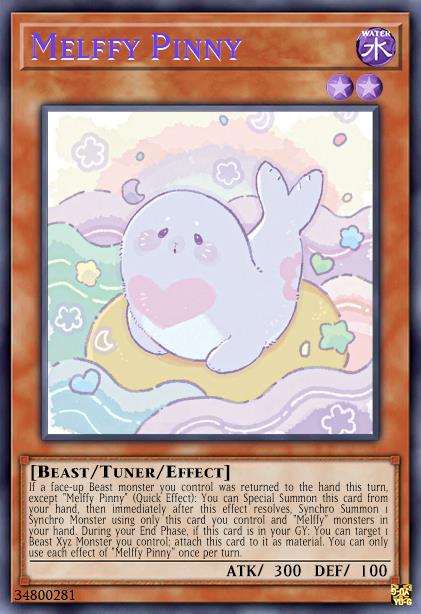 Melffy Pinny
WATER
水
[Beast/Tuner/Effect]
If a face-up Beast monster you control was returned to the hand this turn,
except "Melffy Pinny" (Quick Effect): You can Special Summon this card from
your hand, then immediately after this effect resolves, Synchro Summon 1
Synchro Monster using only this card you control and "Melffy" monsters in
your hand. During your End Phase, if this card is in your GY: You can target 1
Beast Xyz Monster you control; attach this card to it as material. You can only
use each effect of "Melffy Pinny" once per turn.
ATK/ 300 DEF/ 100
34800281